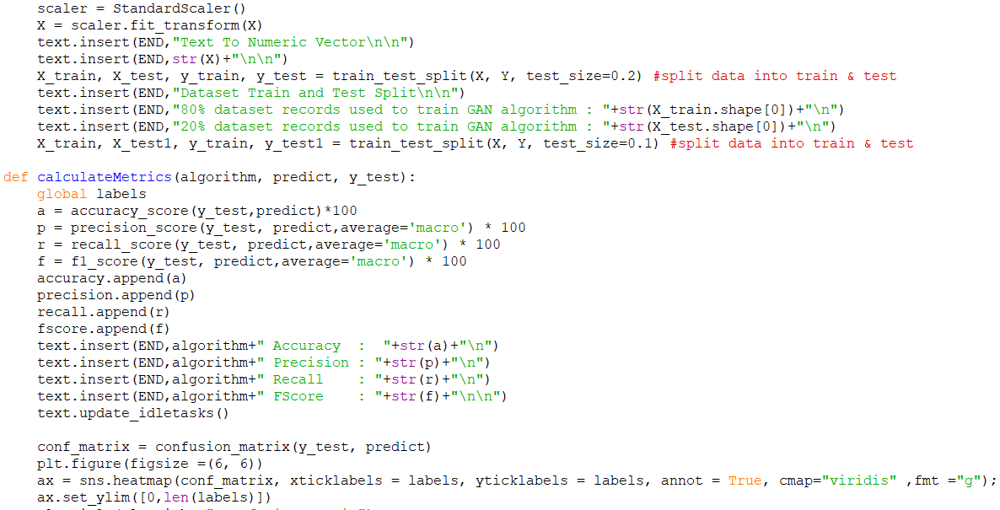 scaler = StandardScaler()
X = scaler.fit_transform(X)
text.insert(END,"Text To Numeric Vector\n\n")
text.insert(END,str(X)+"\n\n")
X_train, X_test, y_train, y_test = train_test_split(X, Y, test_size=0.2) #split data into train & test
text.insert(END,"Dataset Train and Test Split\n\n")
text.insert(END,"80% dataset records used to train GAN algorithm : "+str(X_train.shape[0])+"\n")
text.insert(END,"20% dataset records used to train GAN algorithm : "+str(X_test.shape[0])+"\n")
X_train, X_test1, y_train, y_test1 = train_test_split(X, Y, test_size=0.1) #split data into train & test
def calculateMetrics(algorithm, predict, y_test):
global labels
a = accuracy_score(y_test,predict)*100
p = precision_score(y_test, predict,average='macro') * 100
r = recall_score(y_test, predict,average='macro') * 100
f = f1_score(y_test, predict,average='macro') * 100
accuracy.append(a)
precision.append(p)
recall.append(r)
fscore.append(f)
text.insert(END,algorithm+" Accuracy  :  "+str(a)+"\n")
text.insert(END,algorithm+" Precision : "+str(p)+"\n")
text.insert(END,algorithm+" Recall    : "+str(r)+"\n")
text.insert(END,algorithm+" FScore    : "+str(f)+"\n\n")
text.update_idletasks()
conf_matrix = confusion_matrix(y_test, predict)
plt.figure(figsize =(6, 6))
ax = sns.heatmap(conf_matrix, xticklabels = labels, yticklabels = labels, annot = True, cmap="viridis" ,fmt ="g");
ax.set_ylim([0,len(labels)])